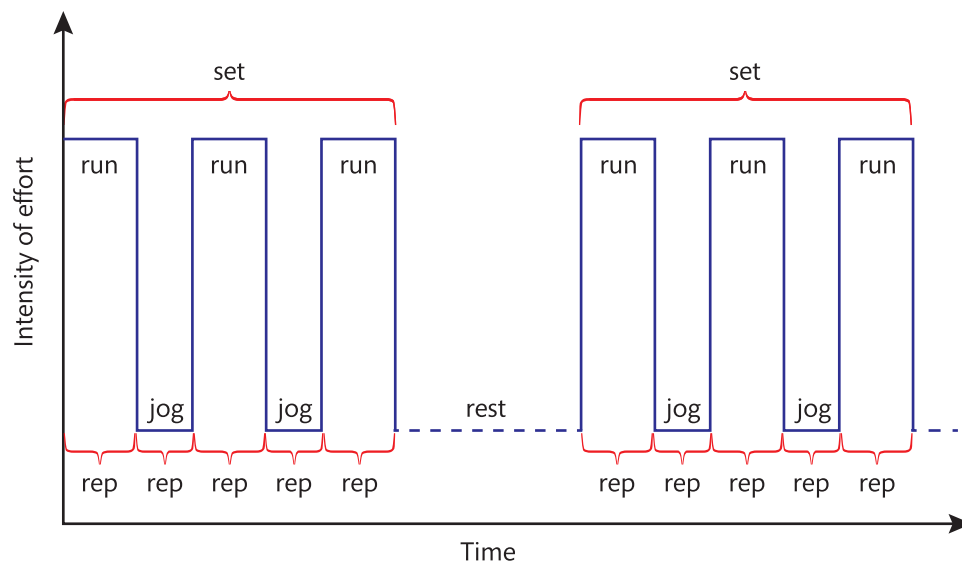 set set
run run run run run run
Intensity of effort
jog jog rest jog jog
rep rep rep rep rep rep rep rep rep rep
Time